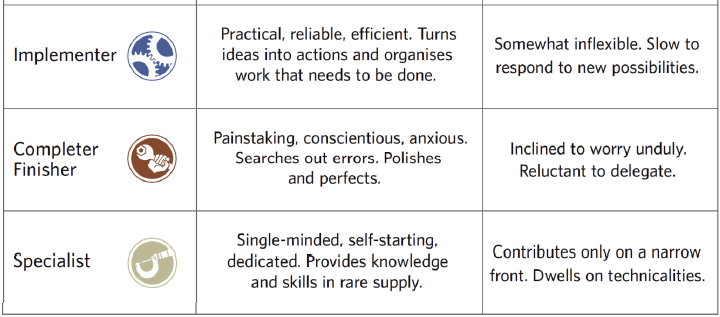 Implementer
Practical, reliable, efficient. Turns
ideas into actions and organises
work that needs to be done.
Somewhat inflexible. Slow to
respond to new possibilities.
Completer
Finisher
Painstaking, conscientious, anxious.
Searches out errors. Polishes
and perfects.
Inclined to worry unduly.
Reluctant to delegate.
Specialist
Single-minded, self-starting,
dedicated. Provides knowledge
and skills in rare supply.
Contributes only on a narrow
front. Dwells on technicalities.